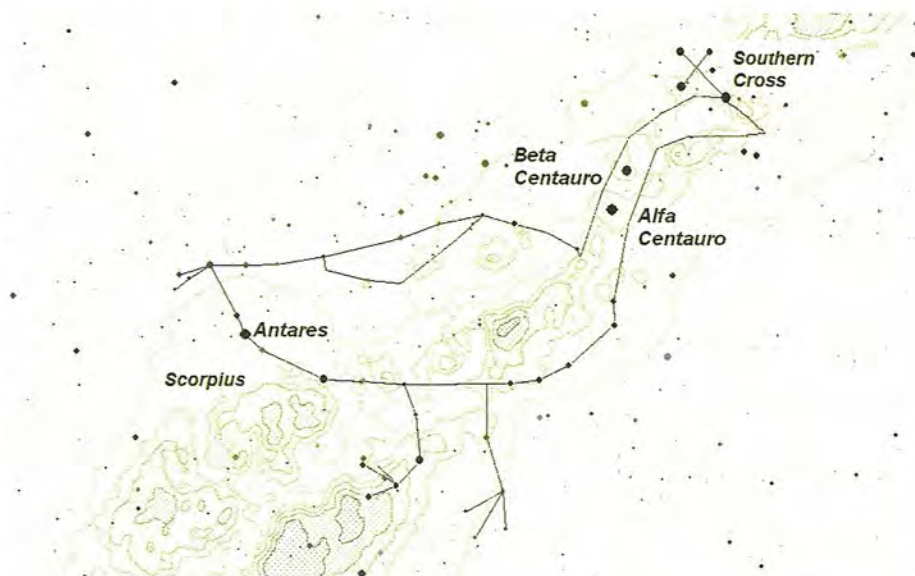 Southern
Cross
Beta
Centauro
Alfa
Centauro
Antares
Scorpius